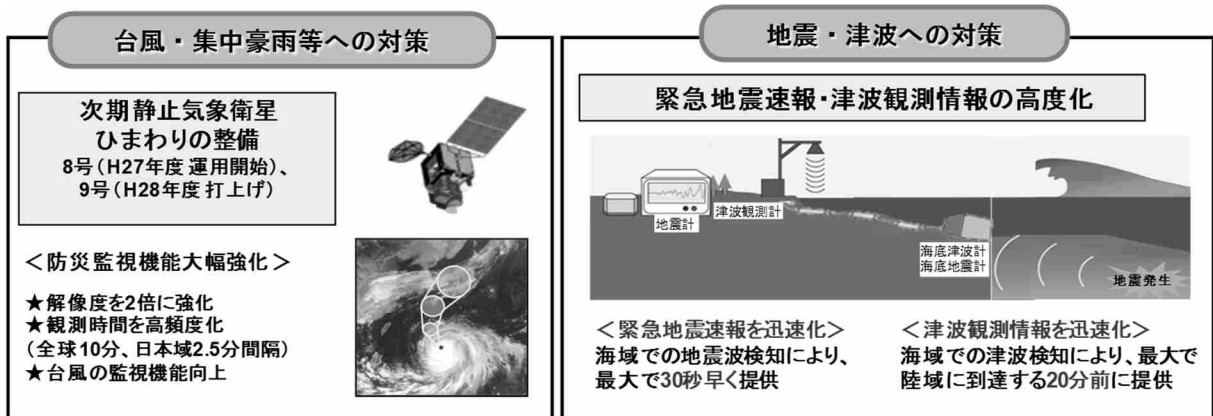 台風・集中豪雨等への対策
次期静止気象衛星
ひまわりの整備
8号（H27年度 運用開始）、
9号（H28年度 打上げ）
＜防災監視機能大幅強化＞
★解像度を2倍に強化
★観測時間を高頻度化
（全球10分、日本域2.5分間隔）
★台風の監視機能向上
地震・津波への対策
緊急地震速報・津波観測情報の高度化
地震計
津波観測計
海底津波計
海底地震計
地震発生
＜緊急地震速報を迅速化＞
海域での地震波検知により、
最大で30秒早く提供
＜津波観測情報を迅速化＞
海域での津波検知により、最大で
陸域に到達する20分前に提供